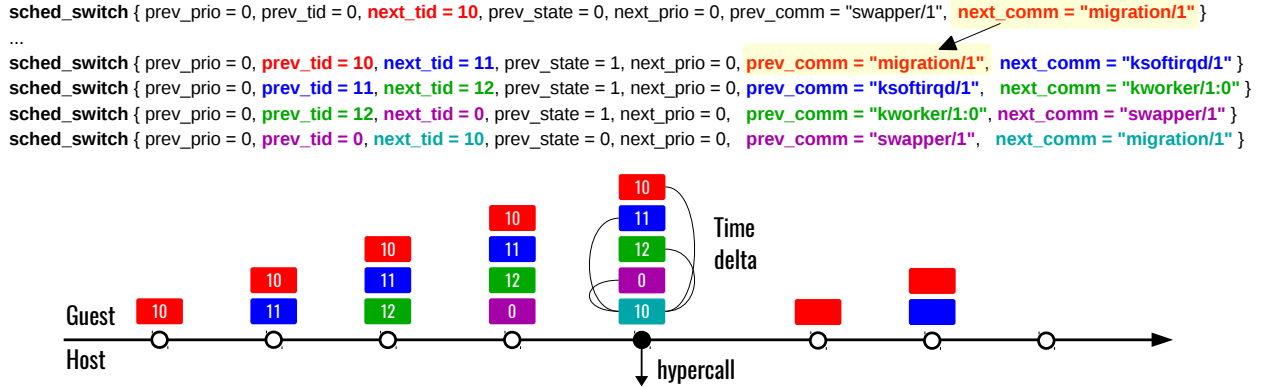 sched_switch { prev_prio = 0, prev_tid = 0, next_tid = 10, prev_state = 0, next_prio = 0, prev_comm = "swapper/1", next_comm = "migration/1" }
...
sched_switch { prev_prio = 0, prev_tid = 10, next_tid = 11, prev_state = 1, next_prio = 0, prev_comm = "migration/1", next_comm = "ksoftirqd/1" }
sched_switch { prev_prio = 0, prev_tid = 11, next_tid = 12, prev_state = 1, next_prio = 0, prev_comm = "ksoftirqd/1", next_comm = "kworker/1:0" }
sched_switch { prev_prio = 0, prev_tid = 12, next_tid = 0, prev_state = 1, next_prio = 0, prev_comm = "kworker/1:0", next_comm = "swapper/1" }
sched_switch { prev_prio = 0, prev_tid = 0, next_tid = 10, prev_state = 0, next_prio = 0, prev_comm = "swapper/1", next_comm = "migration/1" }
10
10 11
10 11 12
10 11 12 0
Guest 10 11 12 0 10
Time
delta
Host
hypercall